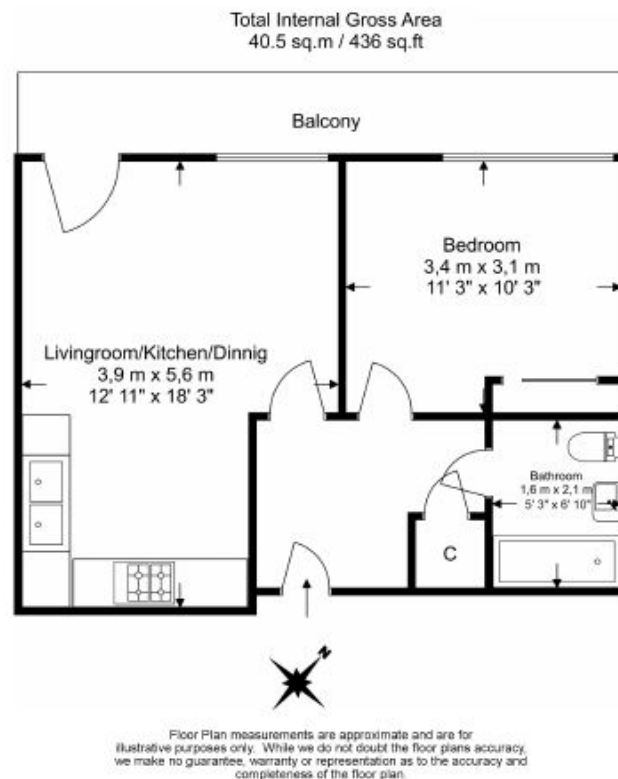 Total Internal Gross Area
40.5 sq.m / 436 sq.ft
Balcony
Bedroom
3,4 m x 3,1 m
11' 3" x 10' 3"
Livingroom/Kitchen/Dinnig
3,9 m x 5,6 m
12' 11" x 18' 3"
Bathroom
1,6 m x 2,1 m
5' 3" x 6' 10"
C
N
Floor Plan measurements are approximate and are for
illustrative purposes only. While we do not doubt the floor plans accuracy,
we make no guarantee, warranty or representation as to the accuracy and
completeness of the floor plan.